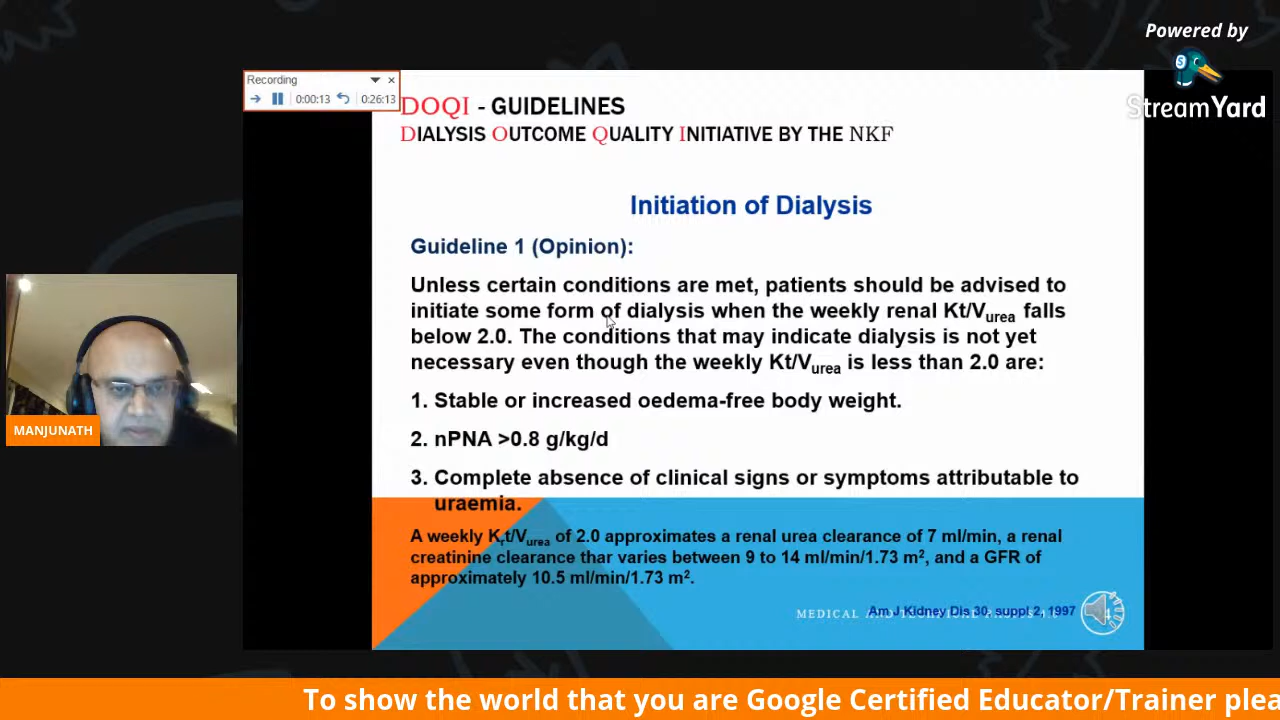 Powered by
StreamYard
Recording
0:00:13 0:26:13
DOQI - GUIDELINES
DIALYSIS OUTCOME QUALITY INITIATIVE BY THE NKF
Initiation of Dialysis
Guideline 1 (Opinion):
Unless certain conditions are met, patients should be advised to
initiate some form of dialysis when the weekly renal Kt/Vurea falls
below 2.0. The conditions that may indicate dialysis is not yet
necessary even though the weekly Kt/Vurea is less than 2.0 are:
1. Stable or increased oedema-free body weight.
2. nPNA >0.8 g/kg/d
3. Complete absence of clinical signs or symptoms attributable to
uraemia.
A weekly Krt/Vurea of 2.0 approximates a renal urea clearance of 7 ml/min, a renal
creatinine clearance thar varies between 9 to 14 ml/min/1.73 m², and a GFR of
approximately 10.5 ml/min/1.73 m².
Am J Kidney Dis 30, suppl 2, 1997
MEDICAL AND TECHNICAL
MANJUNATH
To show the world that you are Google Certified Educator/Trainer plea